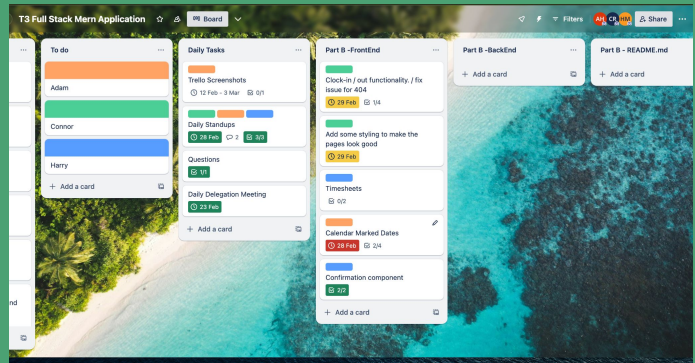 T3 Full Stack Mern Application
Board
Filters
AH CR HM
Share
To do
Adam
Connor
Harry
+ Add a card
Daily Tasks
Trello Screenshots
12 Feb - 3 Mar 0/1
Daily Standups
28 Feb 2 3/3
Questions
1/1
Daily Delegation Meeting
23 Feb
+ Add a card
Part B -FrontEnd
Clock-in / out functionality. / fix
issue for 404
29 Feb 1/4
Add some styling to make the
pages look good
29 Feb
Timesheets
0/2
Calendar Marked Dates
28 Feb 2/4
Confirmation component
2/2
+ Add a card
Part B -BackEnd
+ Add a card
Part B - README.md
+ Add a card
nd